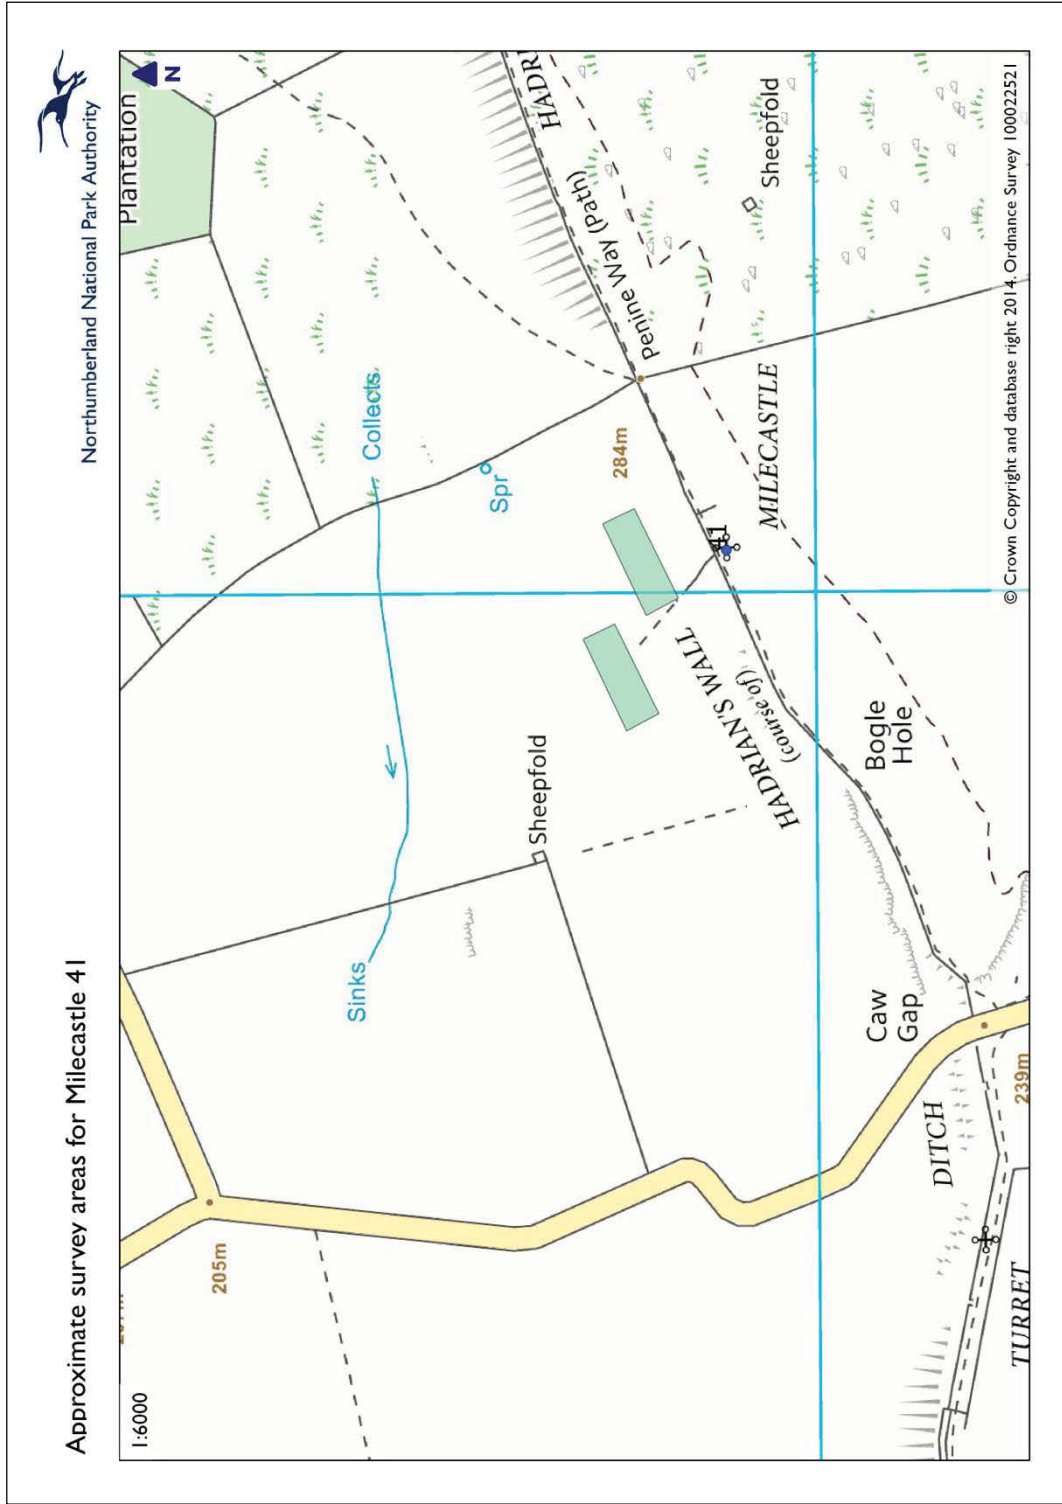 Approximate survey areas for Milecastle 41
Northumberland National Park Authority
1:6000
N
Plantation
205m
Sinks
Collects
Spr
Sheepfold
284m
HADRIAN'S WALL
(course of)
41
MILECASTLE
Penine Way (Path)
HADRI
Sheepfold
Bogle
Hole
Caw
Gap
DITCH
TURRET
239m
© Crown Copyright and database right 2014. Ordnance Survey 100022521